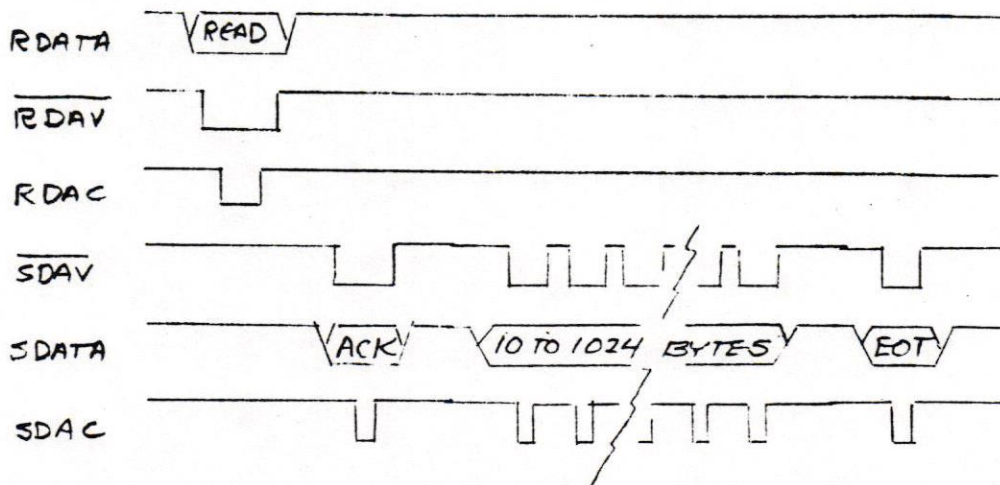 RDATA READ
RDAV
RDAC
SDAV
SDATA ACK 10 TO 1024 BYTES EOT
SDAC